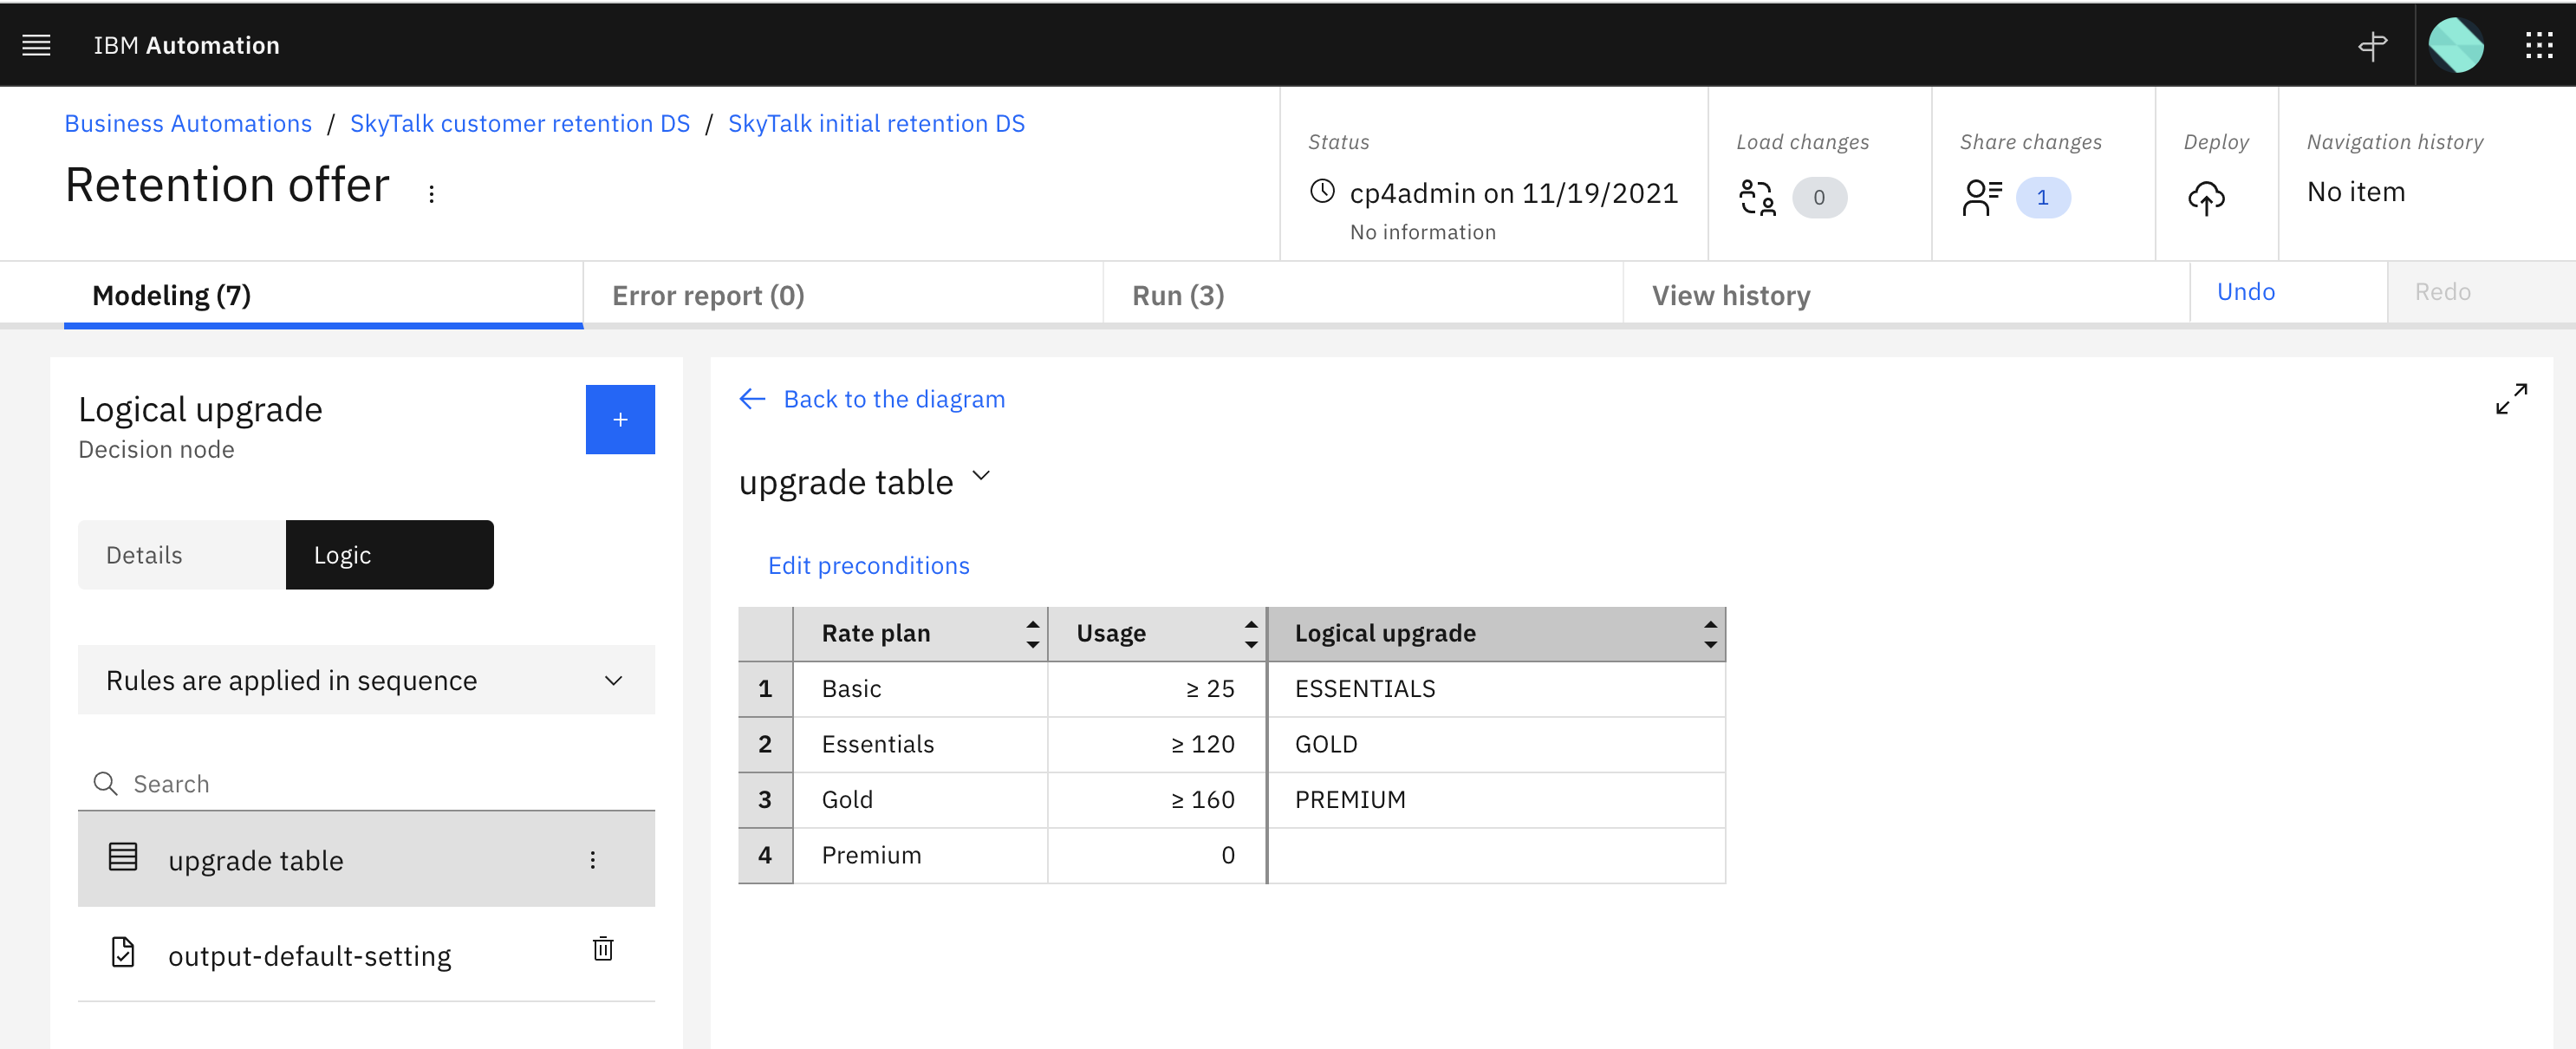 IBM Automation
Business Automations / SkyTalk customer retention DS / SkyTalk initial retention DS
Retention offer
Status
cp4admin on 11/19/2021
No information
Load changes
0
Share changes
1
Deploy
Navigation history
No item
Modeling (7)
Error report (0)
Run (3)
View history
Undo
Redo
Logical upgrade
Decision node
+
Details
Logic
Rules are applied in sequence
Search
upgrade table
output-default-setting
Back to the diagram
upgrade table
Edit preconditions
Rate plan Usage Logical upgrade
1 Basic ≥ 25 ESSENTIALS
2 Essentials ≥ 120 GOLD
3 Gold ≥ 160 PREMIUM
4 Premium 0